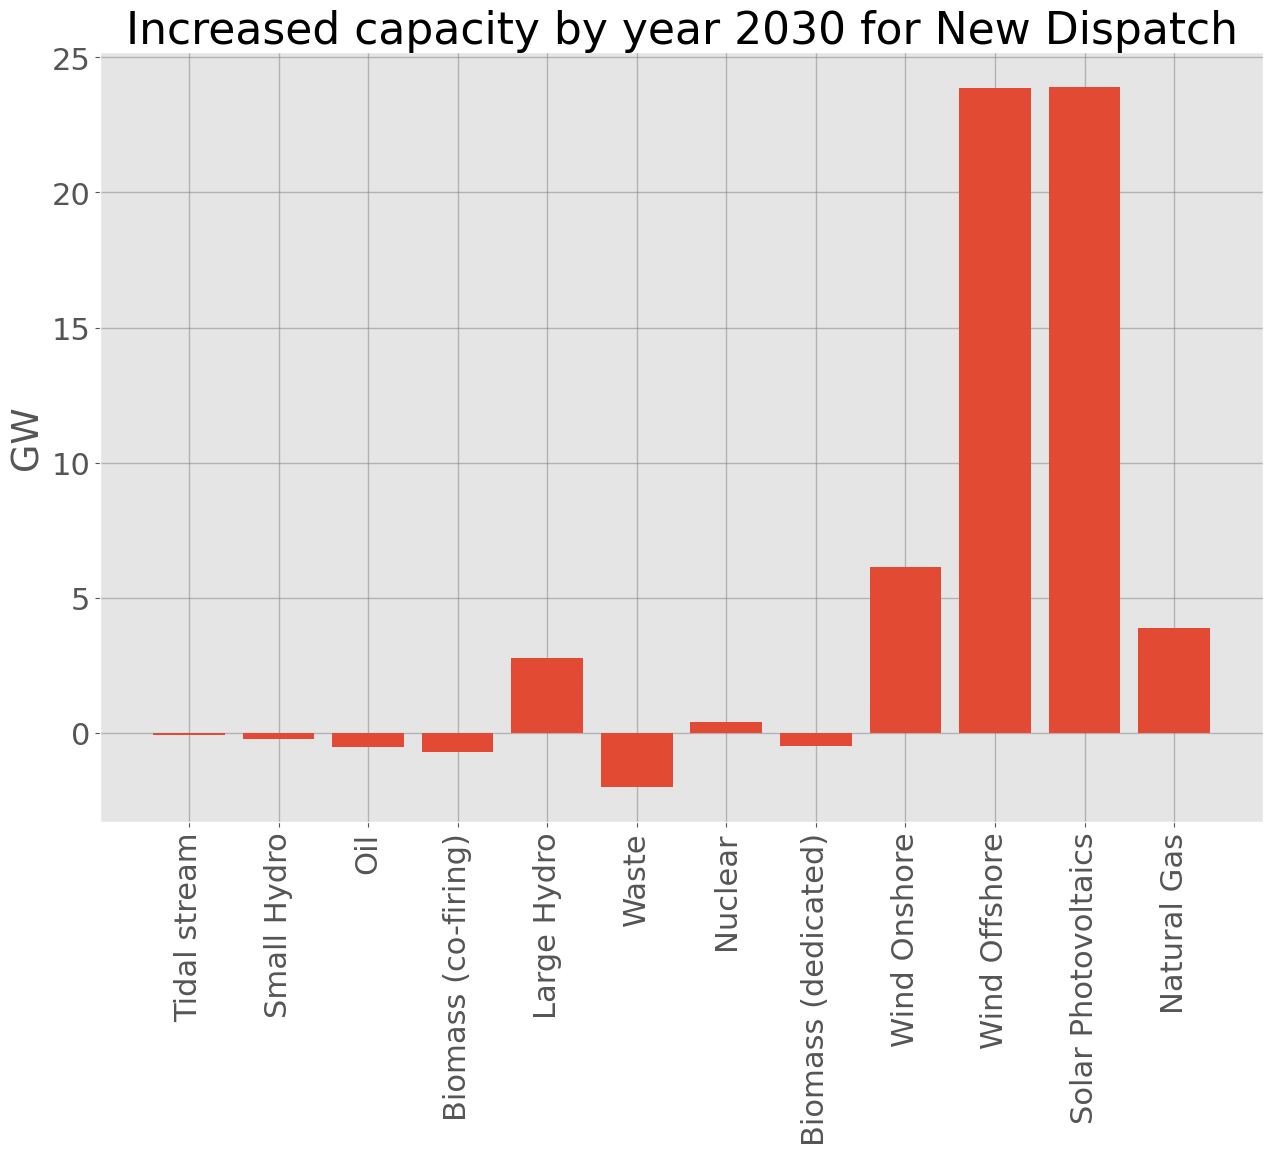 Increased capacity by year 2030 for New Dispatch
25
20
15
10
5
0
GW
Tidal stream
Small Hydro
Oil
Biomass (co-firing)
Large Hydro
Waste
Nuclear
Biomass (dedicated)
Wind Onshore
Wind Offshore
Solar Photovoltaics
Natural Gas